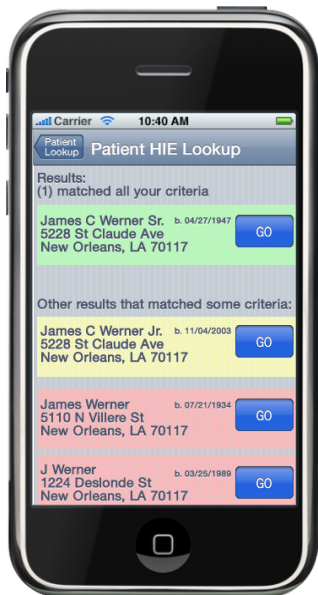 Carrier 10:40 AM
Patient
Lookup
Patient HIE Lookup
Results:
(1) matched all your criteria
James C Werner Sr. b. 04/27/1947
5228 St Claude Ave
New Orleans, LA 70117
GO
Other results that matched some criteria:
James C Werner Jr. b. 11/04/2003
5228 St Claude Ave
New Orleans, LA 70117
GO
James Werner b. 07/21/1934
5110 N Villere St
New Orleans, LA 70117
GO
J Werner b. 03/25/1989
1224 Deslonde St
New Orleans, LA 70117
GO